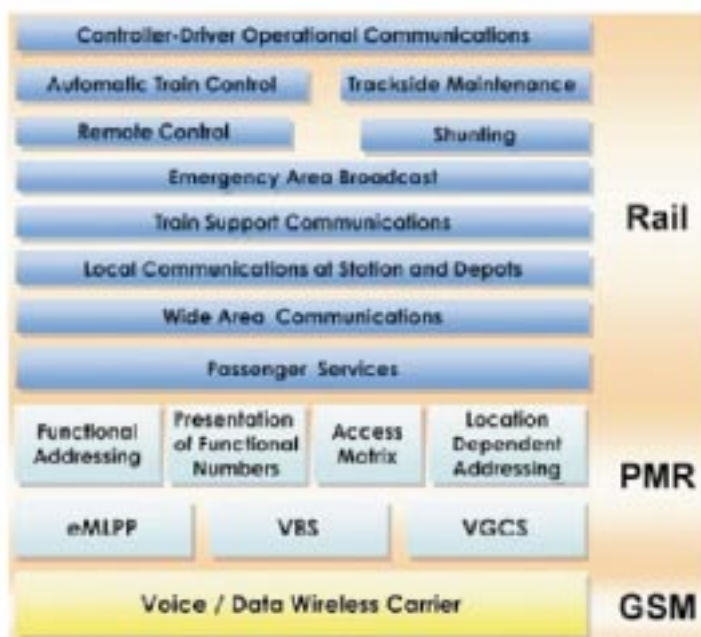 Controller-Driver Operational Communications
Automatic Train Control
Trackside Maintenance
Remote Control
Shunting
Emergency Area Broadcast
Train Support Communications
Local Communications at Station and Depots
Wide Area Communications
Passenger Services
Rail
Functional
Addressing
Presentation
of Functional
Numbers
Access
Matrix
Location
Dependent
Addressing
eMLPP
VBS
VGCS
PMR
Voice / Data Wireless Carrier
GSM